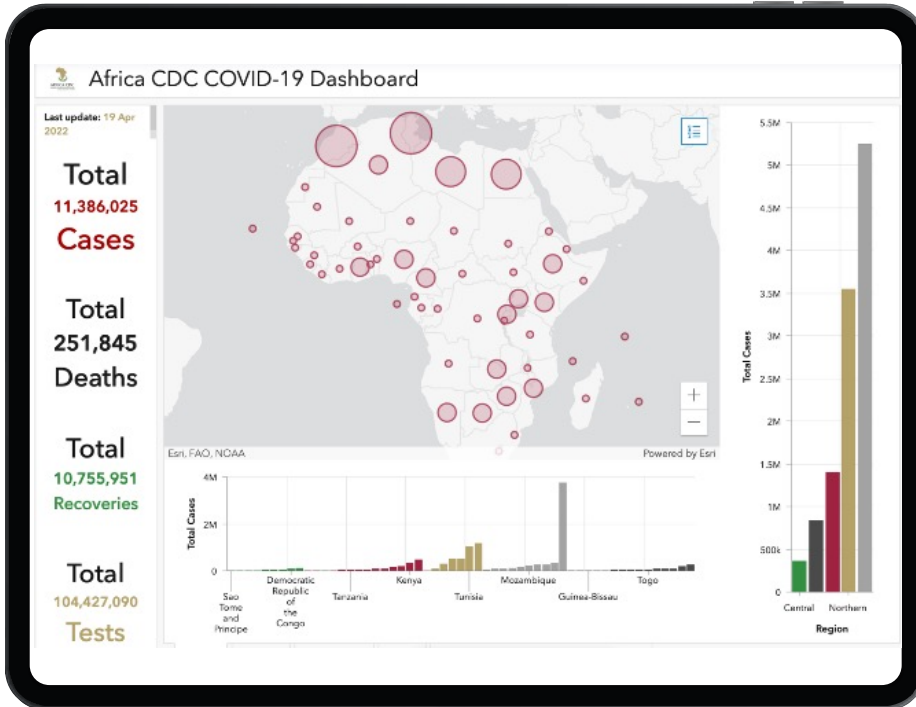 Africa CDC COVID-19 Dashboard
Last update: 19 Apr
2022
Total
11,386,025
Cases
Total
251,845
Deaths
Total
10,755,951
Recoveries
Total
104,427,090
Tests
Esri, FAO, NOAA
Powered by Esri
+
−
Total Cases
4M
2M
0
Sao
Tome
and
Principe
Democratic
Republic
of
the
Congo
Tanzania
Kenya
Tunisia
Mozambique
Guinea-Bissau
Togo
Total Cases
5.5M
5M
4.5M
4M
3.5M
3M
2.5M
2M
1.5M
1M
500k
0
Central
Northern
Region